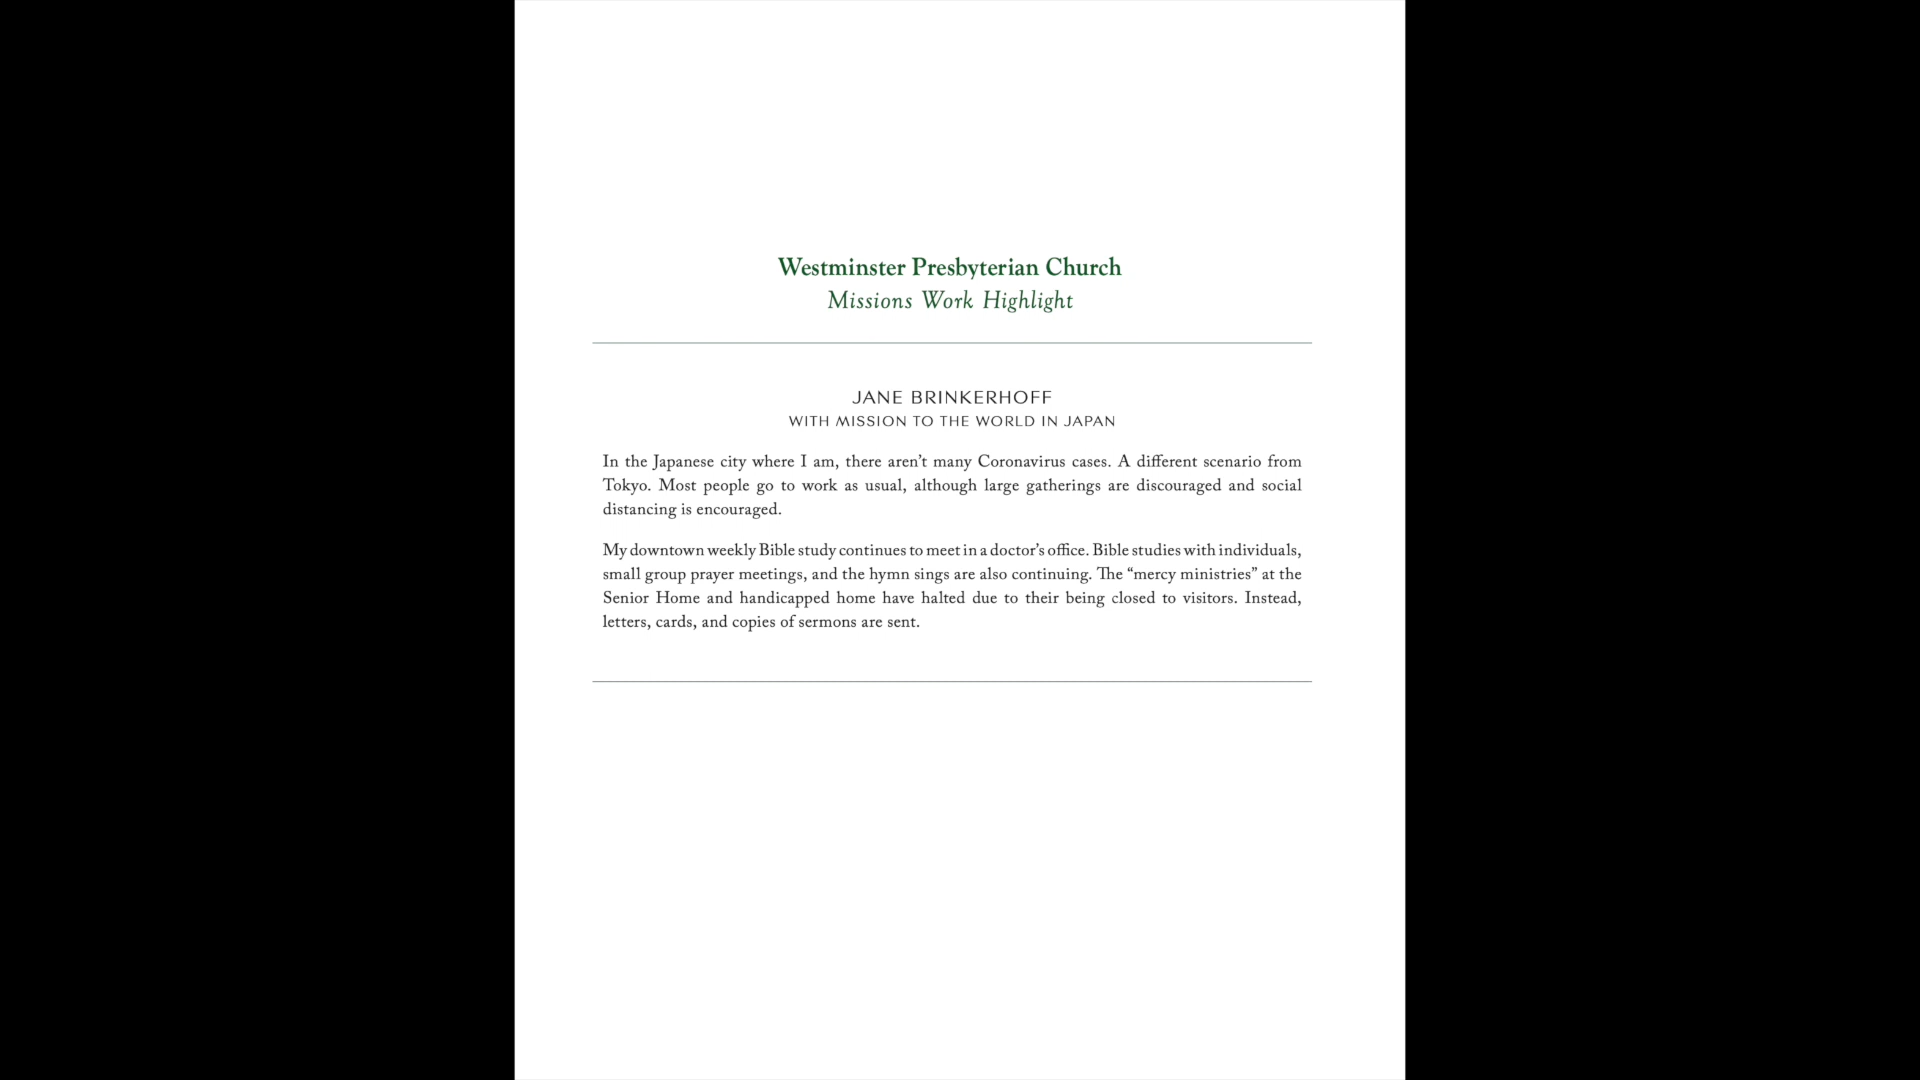 Westminster Presbyterian Church
Missions Work Highlight
JANE BRINKERHOFF
WITH MISSION TO THE WORLD IN JAPAN
In the Japanese city where I am, there aren’t many Coronavirus cases. A different scenario from
Tokyo. Most people go to work as usual, although large gatherings are discouraged and social
distancing is encouraged.
My downtown weekly Bible study continues to meet in a doctor’s office. Bible studies with individuals,
small group prayer meetings, and the hymn sings are also continuing. The “mercy ministries” at the
Senior Home and handicapped home have halted due to their being closed to visitors. Instead,
letters, cards, and copies of sermons are sent.